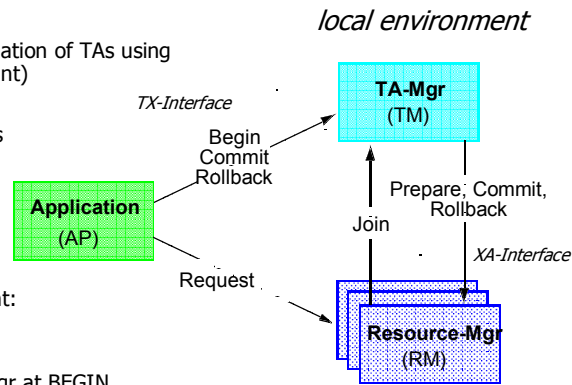 local environment
ation of TAs using
nt)
TX-Interface
TA-Mgr
(TM)
s
Begin
Commit
Rollback
Application
(AP)
Prepare, Commit,
Rollback
Join
XA-Interface
Request
nt:
Resource-Mgr
(RM)
gr at BEGIN